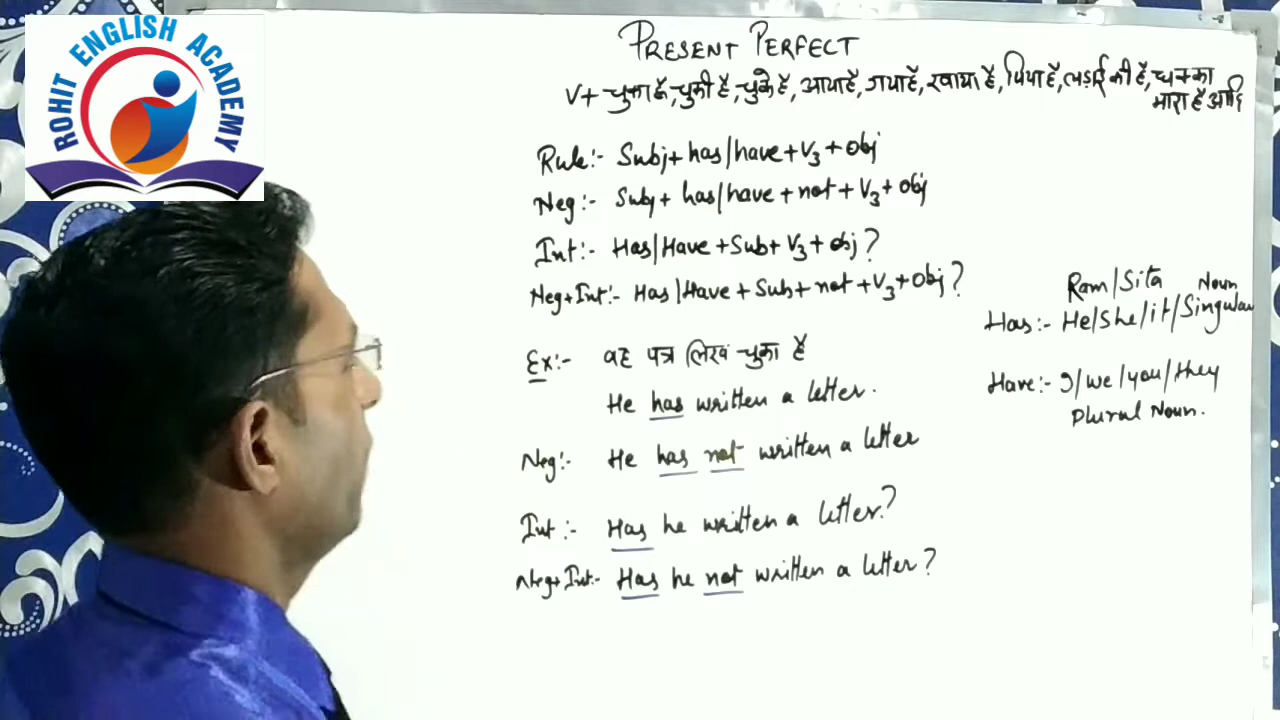 ROHIT ENGLISH ACADEMY
PRESENT PERFECT
V+ चुका है, चुकी है, चुके हैं, आया है, गया है, खाया है, पिया है, लड़ाई की है, धक्का
मारा है आदि
Rule:- Subj+ has/have + V3 + Obj
Neg:- Subj+ has/have + not + V3 + Obj
Int:- Has/Have + Sub+ V3 + obj?
Neg+Int:- Has/Have + Sub+ not + V3 + Obj?
Ram/Sita Noun
Has:- He/She/it/Singular
Ex:- वह पत्र लिख चुका है
He has written a letter.
Have:- I/we/you/they
Plural Noun.
Neg:- He has not written a letter
Int:- Has he written a letter?
Neg+Int:- Has he not written a letter?